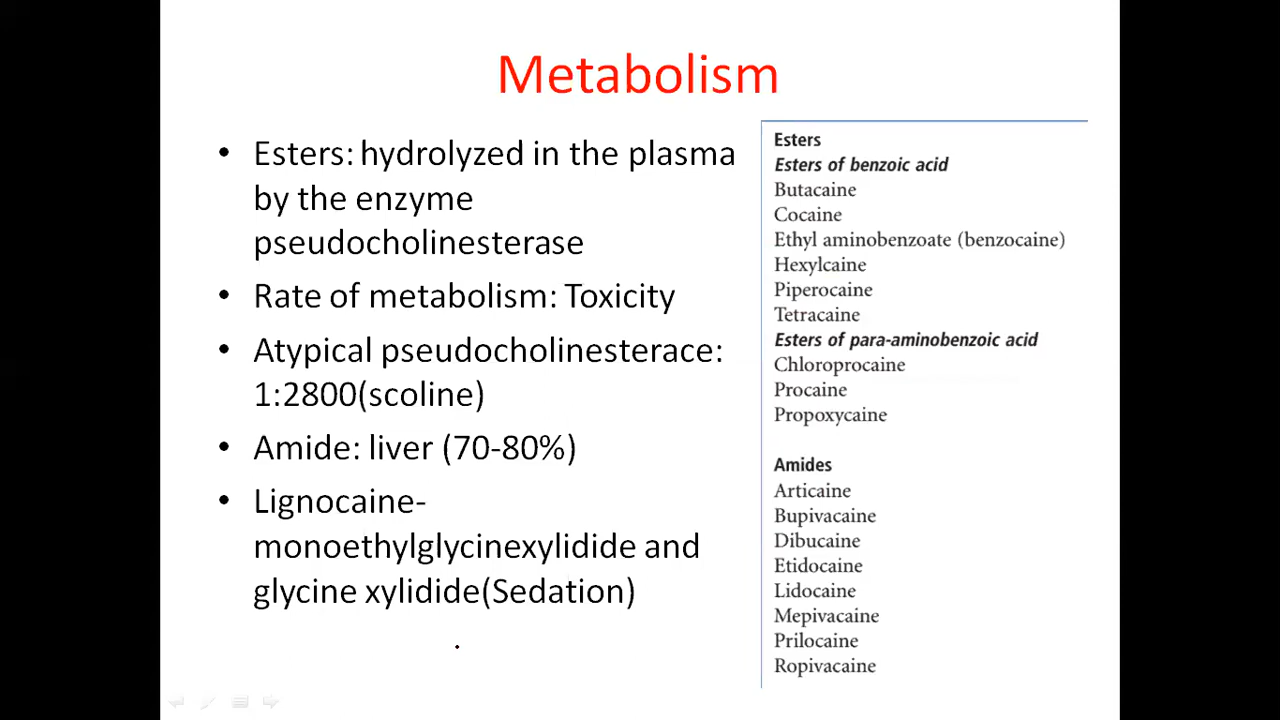 Metabolism
• Esters: hydrolyzed in the plasma
by the enzyme
pseudocholinesterase
• Rate of metabolism: Toxicity
• Atypical pseudocholinesterace:
1:2800(scoline)
• Amide: liver (70-80%)
• Lignocaine-
monoethylglycinexylidide and
glycine xylidide(Sedation)
Esters
Esters of benzoic acid
Butacaine
Cocaine
Ethyl aminobenzoate (benzocaine)
Hexylcaine
Piperocaine
Tetracaine
Esters of para-aminobenzoic acid
Chloroprocaine
Procaine
Propoxycaine
Amides
Articaine
Bupivacaine
Dibucaine
Etidocaine
Lidocaine
Mepivacaine
Prilocaine
Ropivacaine